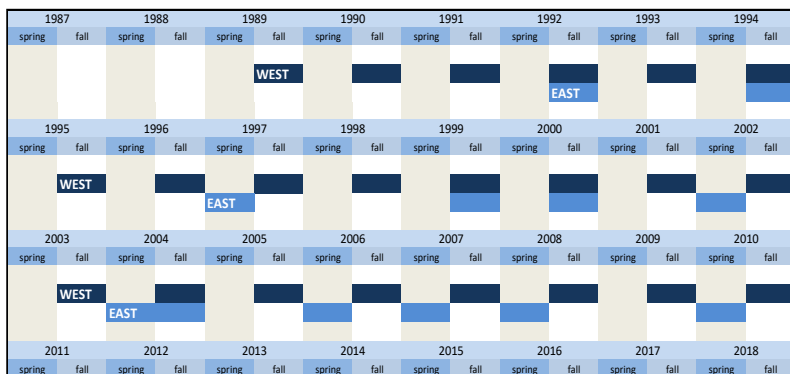 1987 1988 1989 1990 1991 1992 1993 1994
spring fall spring fall spring fall spring fall spring fall spring fall spring fall spring fall
WEST
EAST
1995 1996 1997 1998 1999 2000 2001 2002
spring fall spring fall spring fall spring fall spring fall spring fall spring fall spring fall
WEST
EAST
2003 2004 2005 2006 2007 2008 2009 2010
spring fall spring fall spring fall spring fall spring fall spring fall spring fall spring fall
WEST
EAST
2011 2012 2013 2014 2015 2016 2017 2018
spring fall spring fall spring fall spring fall spring fall spring fall spring fall spring fall